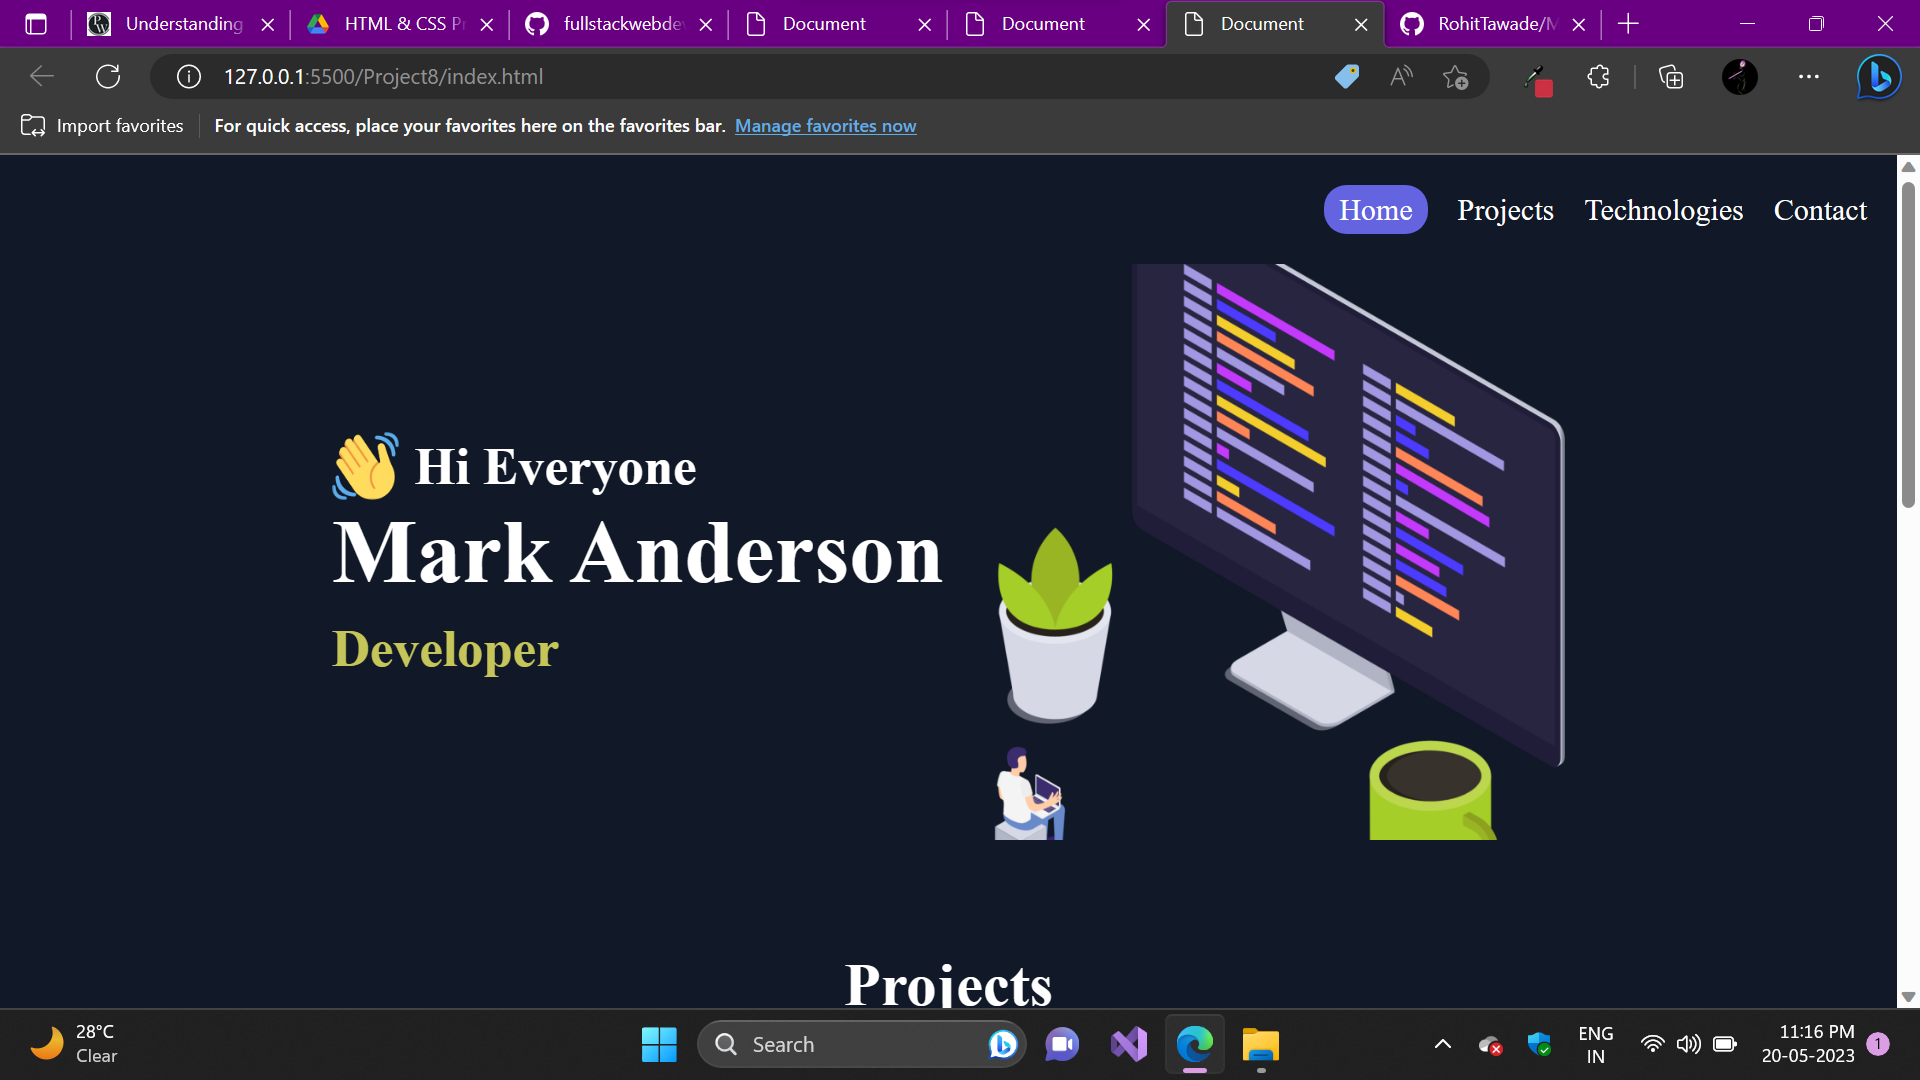 Understanding
HTML & CSS Pr
fullstackwebdev
Document
Document
Document
RohitTawade/M
127.0.0.1:5500/Project8/index.html
Import favorites
For quick access, place your favorites here on the favorites bar. Manage favorites now
Home Projects Technologies Contact
Hi Everyone
Mark Anderson
Developer
Projects
28°C
Clear
Search
ENG
IN
11:16 PM
20-05-2023
1